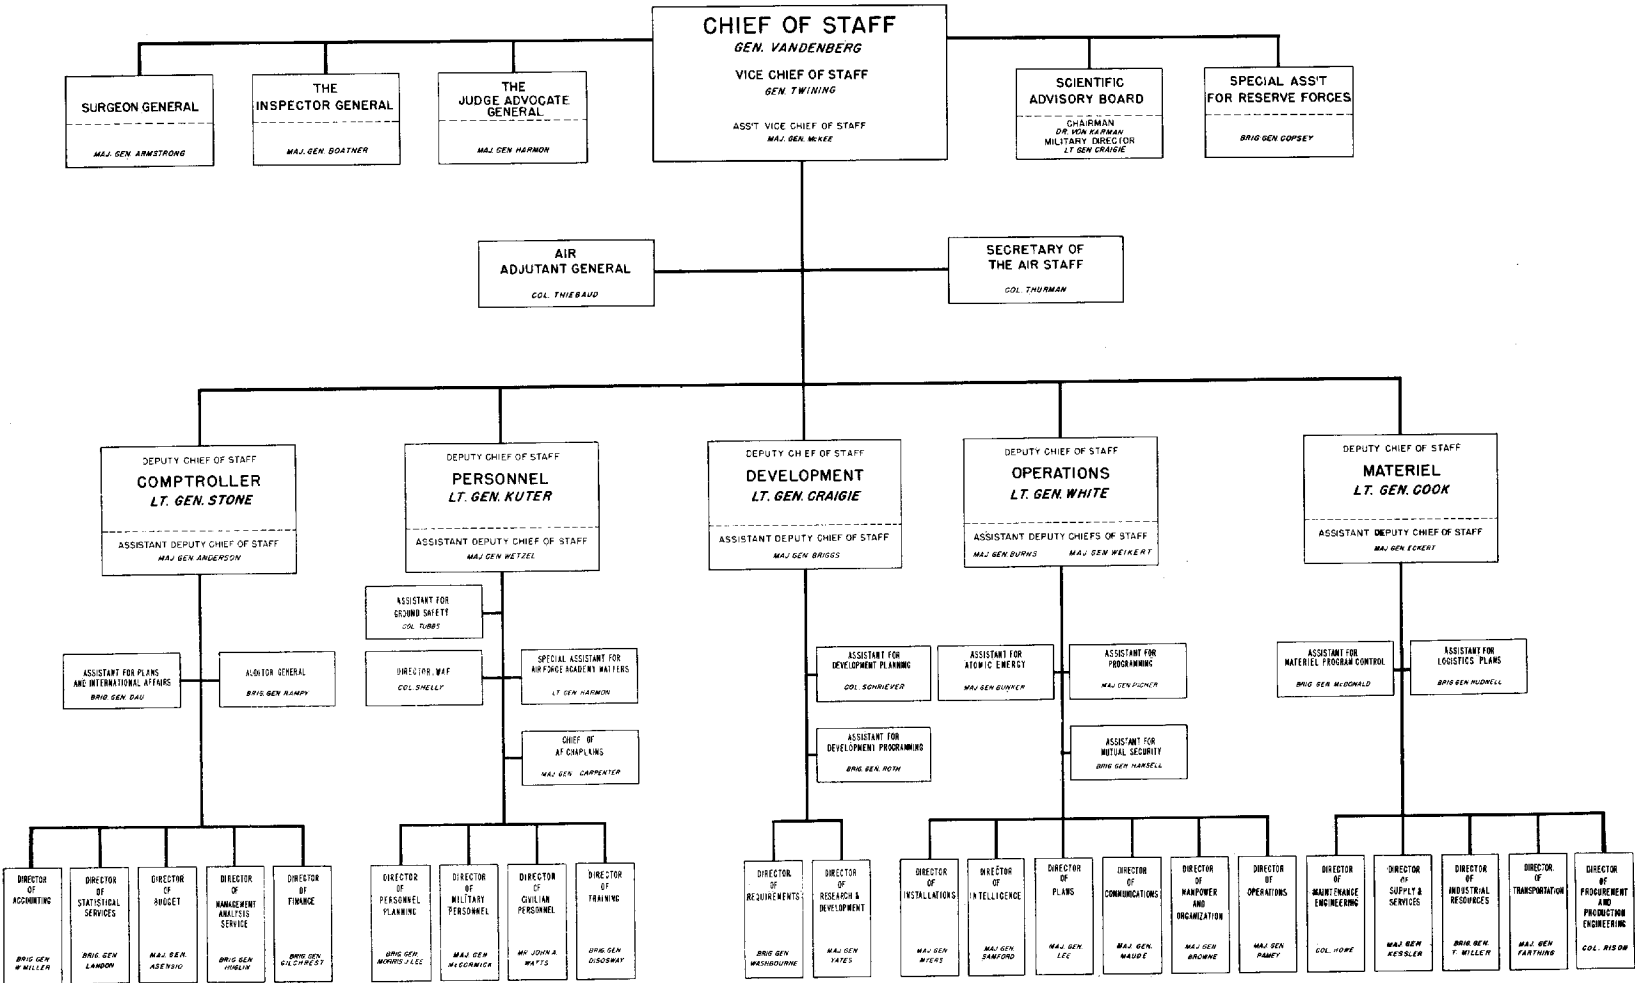 CHIEF OF STAFF
GEN. VANDENBERG
VICE CHIEF OF STAFF
GEN. TWINING
ASS'T VICE CHIEF OF STAFF
MAJ. GEN. McKEE
SURGEON GENERAL
MAJ. GEN. ARMSTRONG
THE
INSPECTOR GENERAL
MAJ. GEN. BOATNER
THE
JUDGE ADVOCATE
GENERAL
MAJ. GEN HARMON
SCIENTIFIC
ADVISORY BOARD
CHAIRMAN
DR. VON KARMAN
MILITARY DIRECTOR
LT GEN CRAIGIE
SPECIAL ASS'T
FOR RESERVE FORCES
BRIG GEN COPSEY
AIR
ADJUTANT GENERAL
COL. THIEBAUD
SECRETARY OF
THE AIR STAFF
COL. THURMAN
DEPUTY CHIEF OF STAFF
COMPTROLLER
LT. GEN. STONE
ASSISTANT DEPUTY CHIEF OF STAFF
MAJ GEN ANDERSON
DEPUTY CHIEF OF STAFF
PERSONNEL
LT. GEN. KUTER
ASSISTANT DEPUTY CHIEF OF STAFF
MAJ GEN WETZEL
DEPUTY CHIEF OF STAFF
DEVELOPMENT
LT. GEN. CRAIGIE
ASSISTANT DEPUTY CHIEF OF STAFF
MAJ GEN BRIGGS
DEPUTY CHIEF OF STAFF
OPERATIONS
LT. GEN. WHITE
ASSISTANT DEPUTY CHIEFS OF STAFF
MAJ GEN BURNS MAJ GEN WEIKERT
DEPUTY CHIEF OF STAFF
MATERIEL
LT. GEN. COOK
ASSISTANT DEPUTY CHIEF OF STAFF
MAJ GEN ECKERT
ASSISTANT FOR PLANS
AND INTERNATIONAL AFFAIRS
BRIG. GEN. DAU
AUDITOR GENERAL
BRIG. GEN RAMPY
ASSISTANT FOR
GROUND SAFETY
COL TUBBS
DIRECTOR, WAF
COL SHELLY
SPECIAL ASSISTANT FOR
AIR FORCE ACADEMY MATTERS
LT GEN HARMON
CHIEF OF
AF CHAPLAINS
MAJ GEN CARPENTER
ASSISTANT FOR
DEVELOPMENT PLANNING
COL. SCHRIEVER
ASSISTANT FOR
DEVELOPMENT PROGRAMMING
BRIG. GEN. ROTH
ASSISTANT FOR
ATOMIC ENERGY
MAJ GEN BUNKER
ASSISTANT FOR
PROGRAMMING
MAJ GEN PICHER
ASSISTANT FOR
MUTUAL SECURITY
BRIG GEN HANSELL
ASSISTANT FOR
MATERIEL PROGRAM CONTROL
BRIG. GEN McDONALD
ASSISTANT FOR
LOGISTICS PLANS
BRIG GEN HUDNELL
DIRECTOR
OF
ACCOUNTING
BRIG GEN
W MILLER
DIRECTOR
OF
STATISTICAL
SERVICES
BRIG. GEN
LANDON
DIRECTOR
OF
BUDGET
MAJ. GEN.
ASENSIO
DIRECTOR
OF
MANAGEMENT
ANALYSIS
SERVICE
BRIG GEN
HUGLIN
DIRECTOR
OF
FINANCE
BRIG. GEN
GILCHREST
DIRECTOR
OF
PERSONNEL
PLANNING
BRIG. GEN.
MORRIS J LEE
DIRECTOR
OF
MILITARY
PERSONNEL
MAJ GEN
McCORMICK
DIRECTOR
OF
CIVILIAN
PERSONNEL
MR JOHN A.
WATTS
DIRECTOR
OF
TRAINING
BRIG. GEN
DISOSWAY
DIRECTOR
OF
REQUIREMENTS
BRIG GEN
WASHBOURNE
DIRECTOR
OF
RESEARCH &
DEVELOPMENT
MAJ GEN
YATES
DIRECTOR
OF
INSTALLATIONS
MAJ GEN
MYERS
DIRECTOR
OF
INTELLIGENCE
MAJ GEN.
SAMFORD
DIRECTOR
OF
PLANS
MAJ. GEN.
LEE
DIRECTOR
OF
COMMUNICATIONS
MAJ. GEN.
MAUDE
DIRECTOR
OF
MANPOWER
AND
ORGANIZATION
MAJ GEN
BROWNE
DIRECTOR
OF
OPERATIONS
MAJ GEN
RAMEY
DIRECTOR
OF
MAINTENANCE
ENGINEERING
COL. HOWE
DIRECTOR
OF
SUPPLY &
SERVICES
MAJ GEN
KESSLER
DIRECTOR
OF
INDUSTRIAL
RESOURCES
BRIG. GEN.
T. MILLER
DIRECTOR
OF
TRANSPORTATION
MAJ. GEN
FARTHING
DIRECTOR
OF
PROCUREMENT
AND
PRODUCTION
ENGINEERING
COL. RISDN